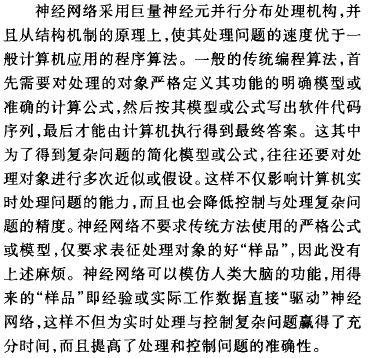 神经网络采用巨量神经元并行分布处理机构,并
且从结构机制的原理上,使其处理问题的速度优于一
般计算机应用的程序算法。一般的传统编程算法,首
先需要对处理的对象严格定义其功能的明确模型或
准确的计算公式,然后按其模型或公式写出软件代码
序列,最后才能由计算机执行得到最终答案。这其中
为了得到复杂问题的简化模型或公式,往往还要对处
理对象进行多次近似或假设。这样不仅影响计算机实
时处理问题的能力,而且也会降低控制与处理复杂问
题的精度。神经网络不要求传统方法使用的严格公式
或模型,仅要求表征处理对象的好“样品”,因此没有
上述麻烦。神经网络可以模仿人类大脑的功能,用得
来的“样品”即经验或实际工作数据直接“驱动”神经
网络,这样不但为实时处理与控制复杂问题赢得了充
分时间,而且提高了处理和控制问题的准确性。